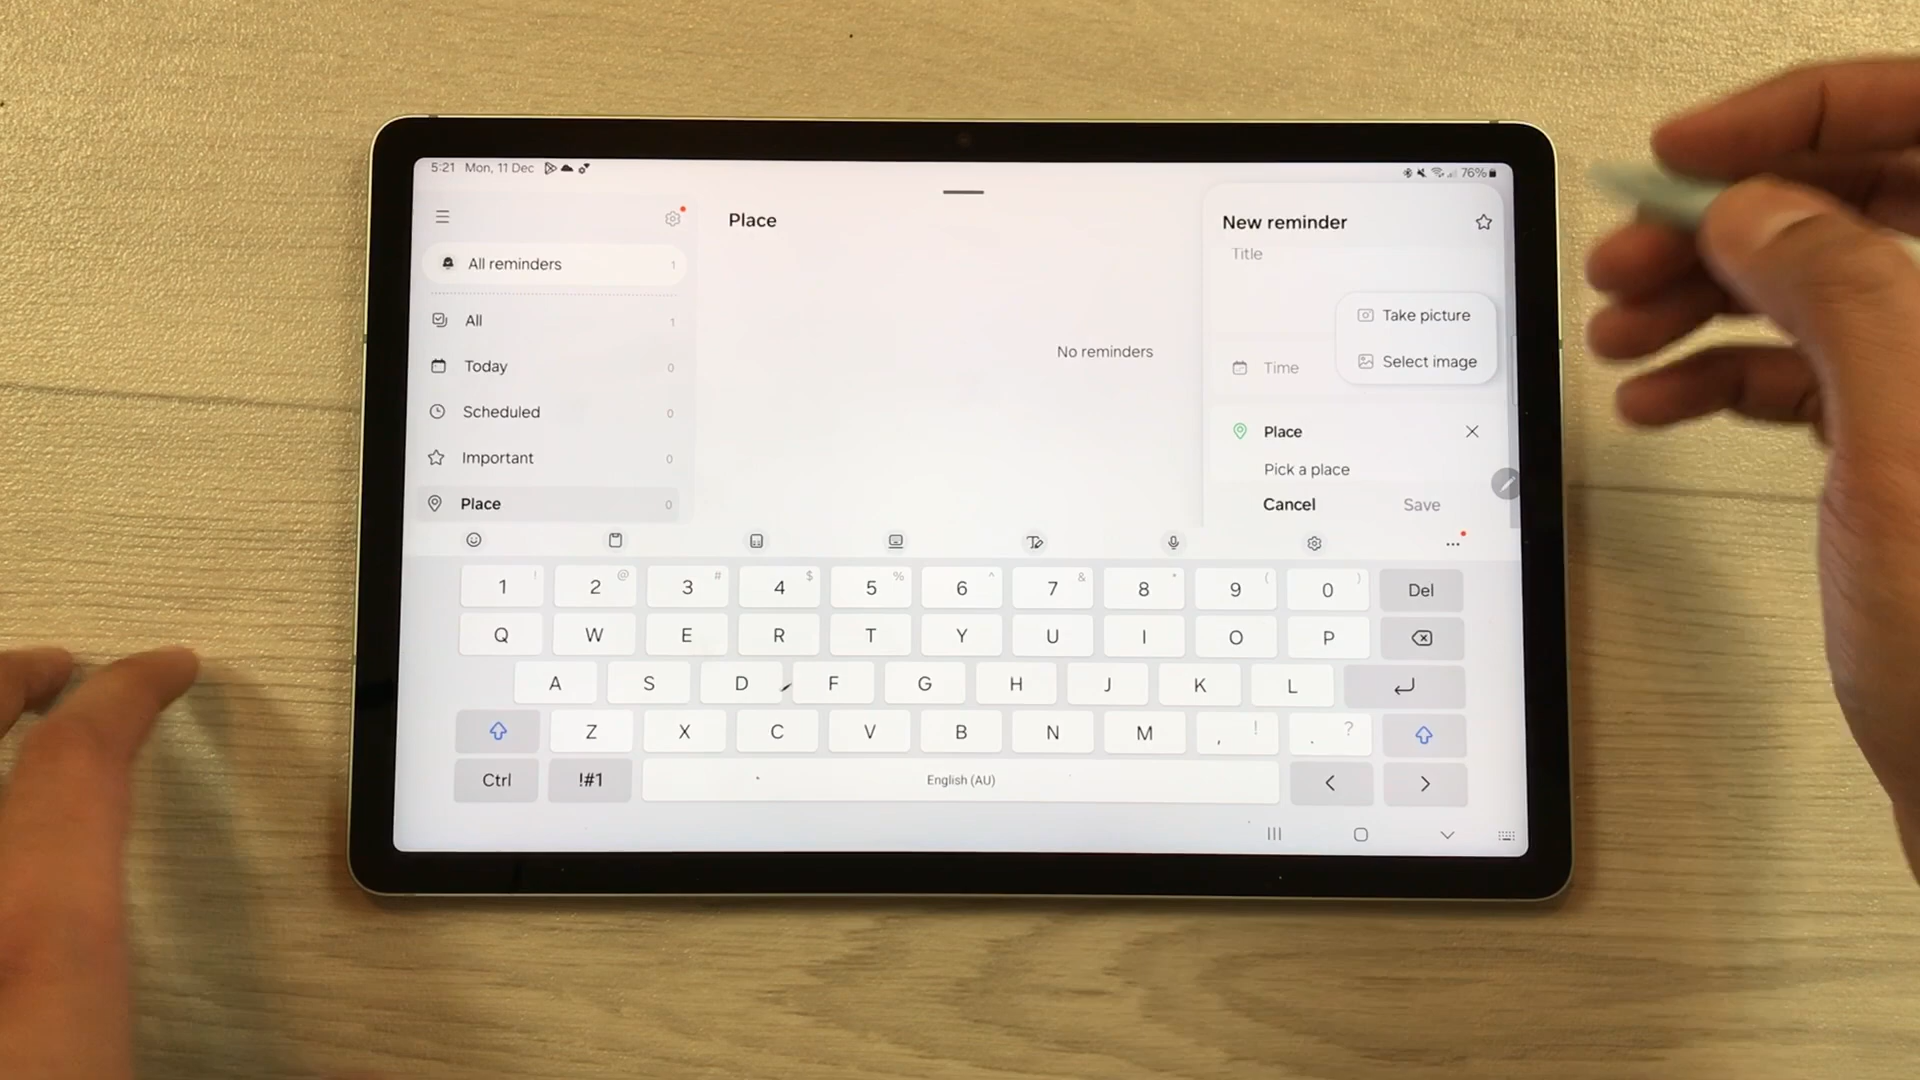 5:21 Mon, 11 Dec
76%
All reminders 1
All 1
Today 0
Scheduled 0
Important 0
Place 0
Place
No reminders
New reminder
Title
Take picture
Select image
Time
Place
Pick a place
Cancel Save
1 ! 2 @ 3 # 4 $ 5 % 6 ^ 7 & 8 * 9 ( 0 ) Del
Q W E R T Y U I O P
A S D F G H J K L
Z X C V B N M , ! . ?
Ctrl !#1 English (AU) < >